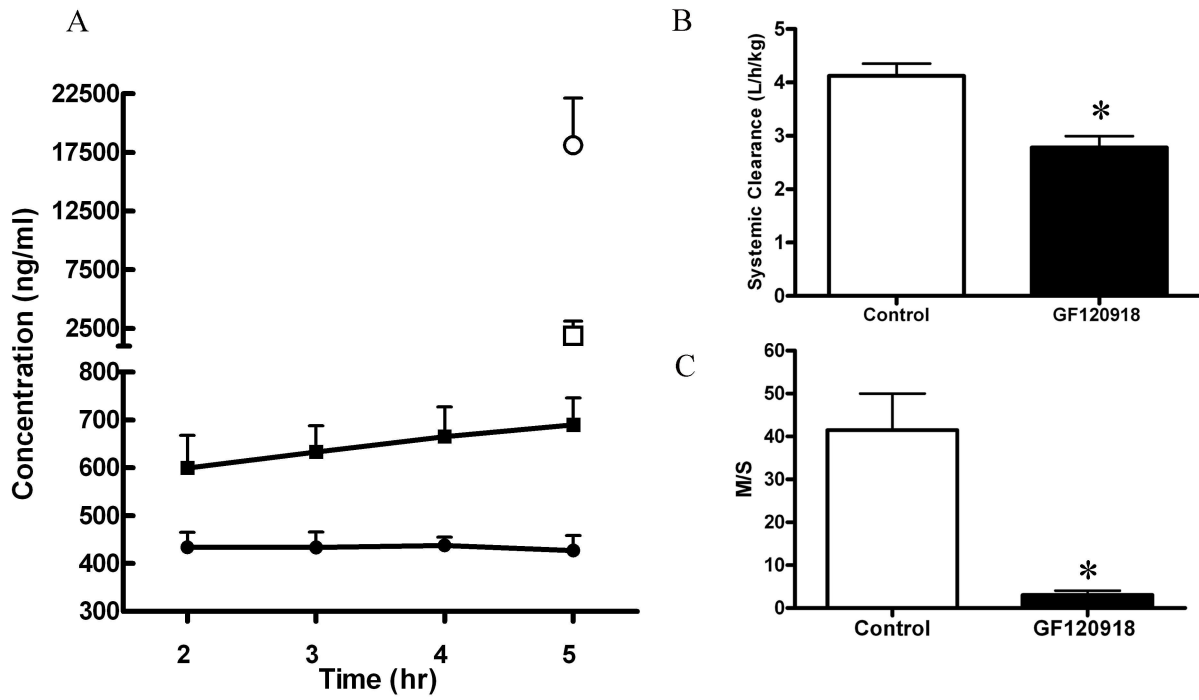 A
Concentration (ng/ml)
22500
17500
12500
7500
2500
800
700
600
500
400
300
2 3 4 5
Time (hr)
B
Systemic Clearance (L/h/kg)
5
4
3
2
1
0
*
Control GF120918
C
M/S
60
50
40
30
20
10
0
*
Control GF120918